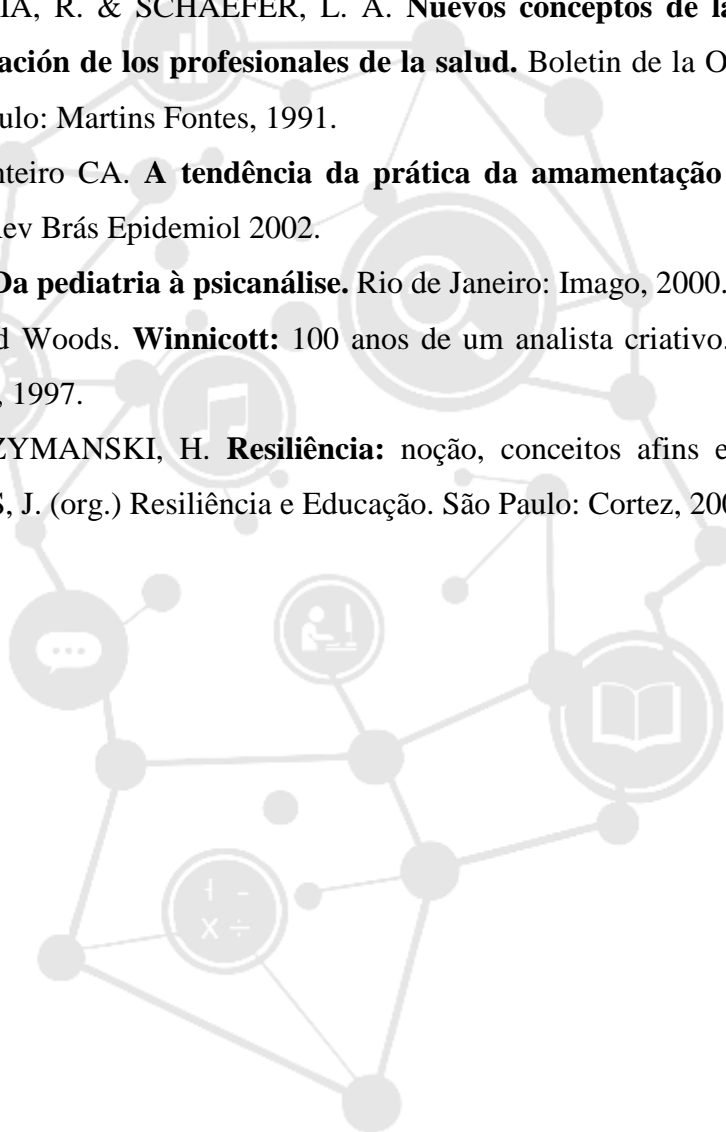 IA, R. & SCHAEFER, L. A. Nuevos conceptos de la
ación de los profesionales de la salud. Boletin de la O
ulo: Martins Fontes, 1991.
nteiro CA. A tendência da prática da amamentação
ev Brás Epidemiol 2002.
Da pediatria à psicanálise. Rio de Janeiro: Imago, 2000.
d Woods. Winnicott: 100 anos de um analista criativo.
, 1997.
ZYMANSKI, H. Resiliência: noção, conceitos afins e
S, J. (org.) Resiliência e Educação. São Paulo: Cortez, 200